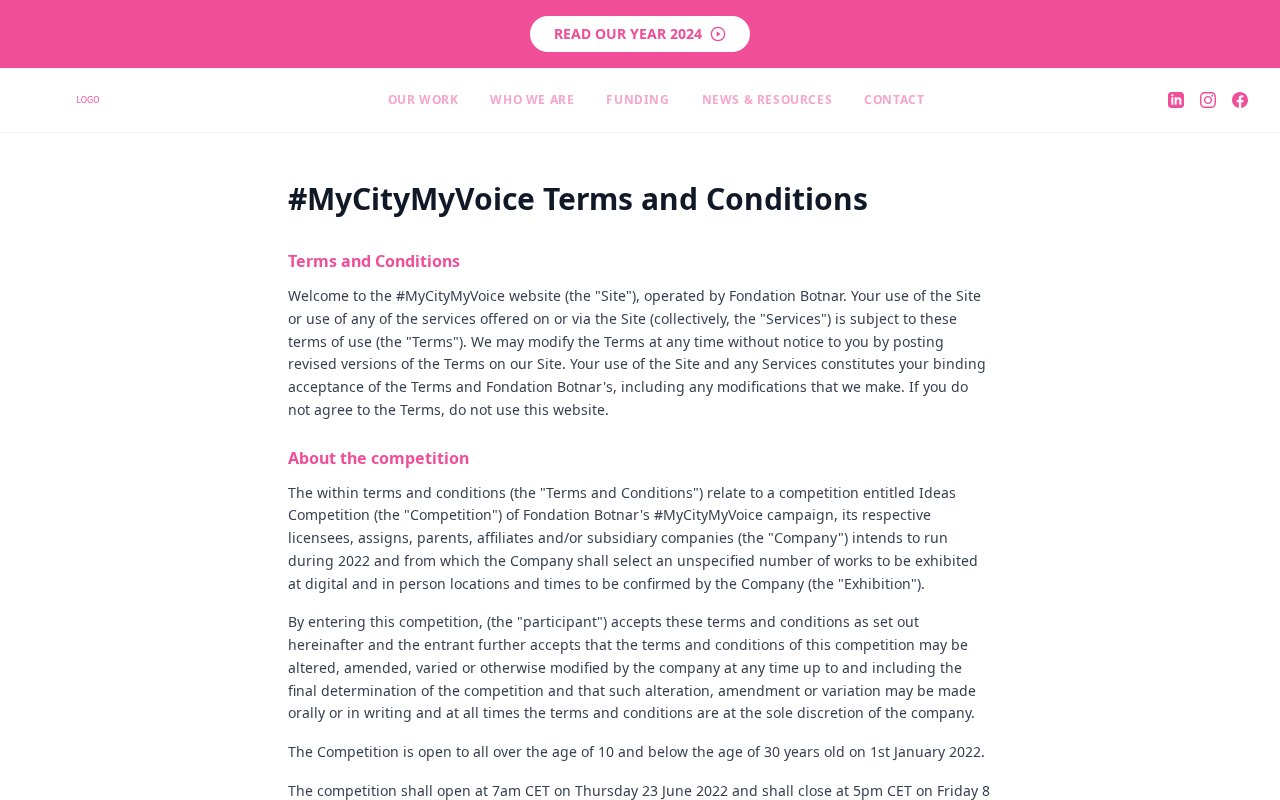 READ OUR YEAR 2024
LOGO
OUR WORK
WHO WE ARE
FUNDING
NEWS & RESOURCES
CONTACT
#MyCityMyVoice Terms and Conditions
Terms and Conditions
Welcome to the #MyCityMyVoice website (the "Site"), operated by Fondation Botnar. Your use of the Site
or use of any of the services offered on or via the Site (collectively, the "Services") is subject to these
terms of use (the "Terms"). We may modify the Terms at any time without notice to you by posting
revised versions of the Terms on our Site. Your use of the Site and any Services constitutes your binding
acceptance of the Terms and Fondation Botnar's, including any modifications that we make. If you do
not agree to the Terms, do not use this website.
About the competition
The within terms and conditions (the "Terms and Conditions") relate to a competition entitled Ideas
Competition (the "Competition") of Fondation Botnar's #MyCityMyVoice campaign, its respective
licensees, assigns, parents, affiliates and/or subsidiary companies (the "Company") intends to run
during 2022 and from which the Company shall select an unspecified number of works to be exhibited
at digital and in person locations and times to be confirmed by the Company (the "Exhibition").
By entering this competition, (the "participant") accepts these terms and conditions as set out
hereinafter and the entrant further accepts that the terms and conditions of this competition may be
altered, amended, varied or otherwise modified by the company at any time up to and including the
final determination of the competition and that such alteration, amendment or variation may be made
orally or in writing and at all times the terms and conditions are at the sole discretion of the company.
The Competition is open to all over the age of 10 and below the age of 30 years old on 1st January 2022.
The competition shall open at 7am CET on Thursday 23 June 2022 and shall close at 5pm CET on Friday 8